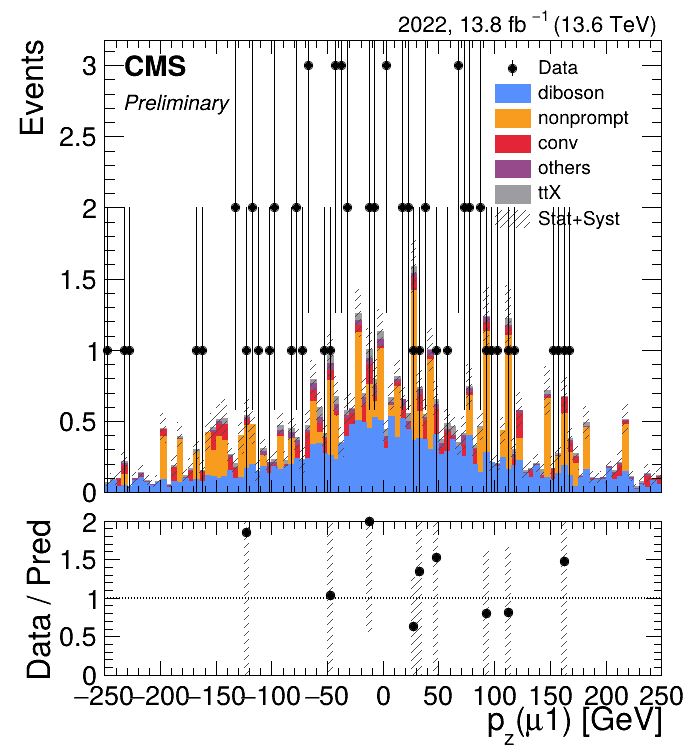 2022, 13.8 fb⁻¹ (13.6 TeV)
Events
CMS
Preliminary
Data
diboson
nonprompt
conv
others
ttX
Stat+Syst
3
2.5
2
1.5
1
0.5
0
Data / Pred
2
1.5
1
0.5
0
−250 −200 −150 −100 −50 0 50 100 150 200 250
p_z(μ1) [GeV]